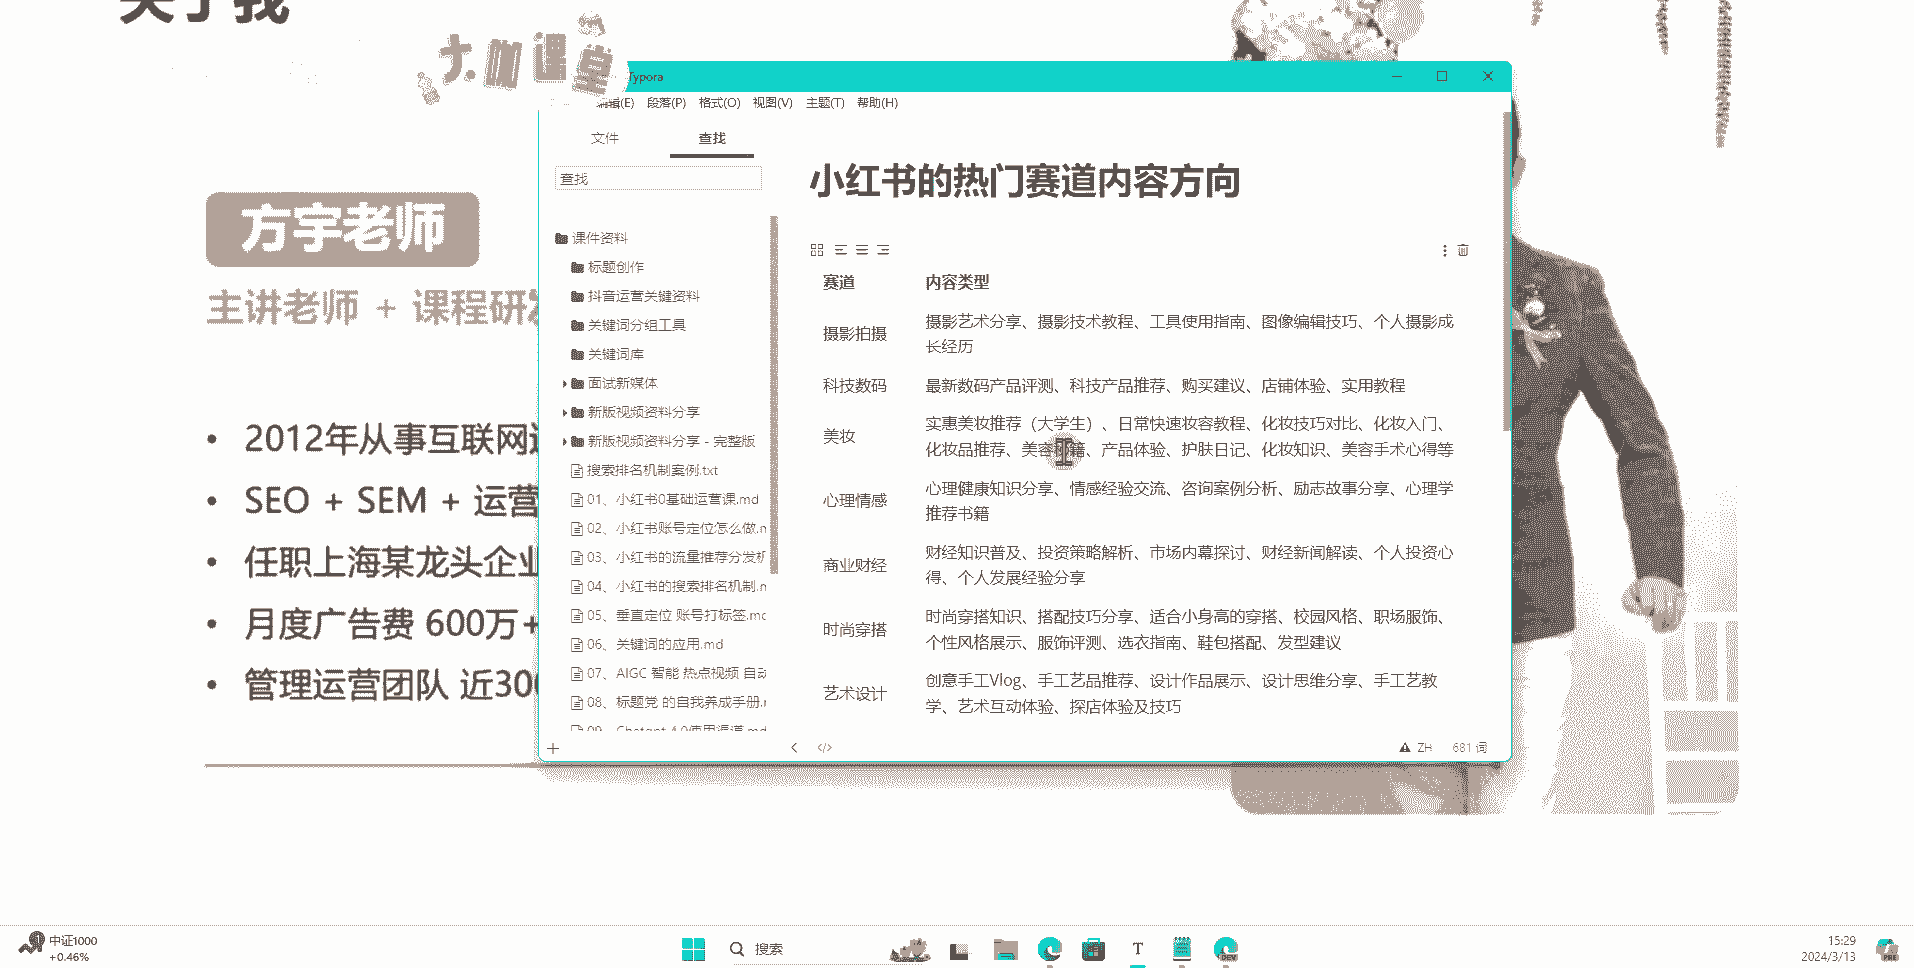 关于我
大咖课堂
方宇老师
主讲老师 + 课程研发
2012年从事互联网
SEO + SEM + 运营
任职上海某龙头企业
月度广告费 600万+
管理运营团队 近30
Typora
编辑(E) 段落(P) 格式(O) 视图(V) 主题(T) 帮助(H)
文件 查找
查找
课件资料
标题创作
抖音运营关键资料
关键词分组工具
关键词库
面试新媒体
新版视频资料分享
新版视频资料分享 - 完整版
搜索排名机制案例.txt
01、小红书0基础运营课.md
02、小红书账号定位怎么做.m
03、小红书的流量推荐分发机
04、小红书的搜索排名机制.m
05、垂直定位 账号打标签.md
06、关键词的应用.md
07、AIGC 智能 热点视频 自动
08、标题党 的自我养成手册.m
09、Chatgpt 4.0使用渠道.md
小红书的热门赛道内容方向
赛道 内容类型
摄影拍摄 摄影艺术分享、摄影技术教程、工具使用指南、图像编辑技巧、个人摄影成
长经历
科技数码 最新数码产品评测、科技产品推荐、购买建议、店铺体验、实用教程
美妆 实惠美妆推荐（大学生）、日常快速妆容教程、化妆技巧对比、化妆入门、
化妆品推荐、美容秘籍、产品体验、护肤日记、化妆知识、美容手术心得等
心理情感 心理健康知识分享、情感经验交流、咨询案例分析、励志故事分享、心理学
推荐书籍
商业财经 财经知识普及、投资策略解析、市场内幕探讨、财经新闻解读、个人投资心
得、个人发展经验分享
时尚穿搭 时尚穿搭知识、搭配技巧分享、适合小身高的穿搭、校园风格、职场服饰、
个性风格展示、服饰评测、选衣指南、鞋包搭配、发型建议
艺术设计 创意手工Vlog、手工艺品推荐、设计作品展示、设计思维分享、手工艺教
学、艺术互动体验、探店体验及技巧
ZH 681 词
中证1000
+0.46%
搜索
T
DEV
15:29
2024/3/13
PRE